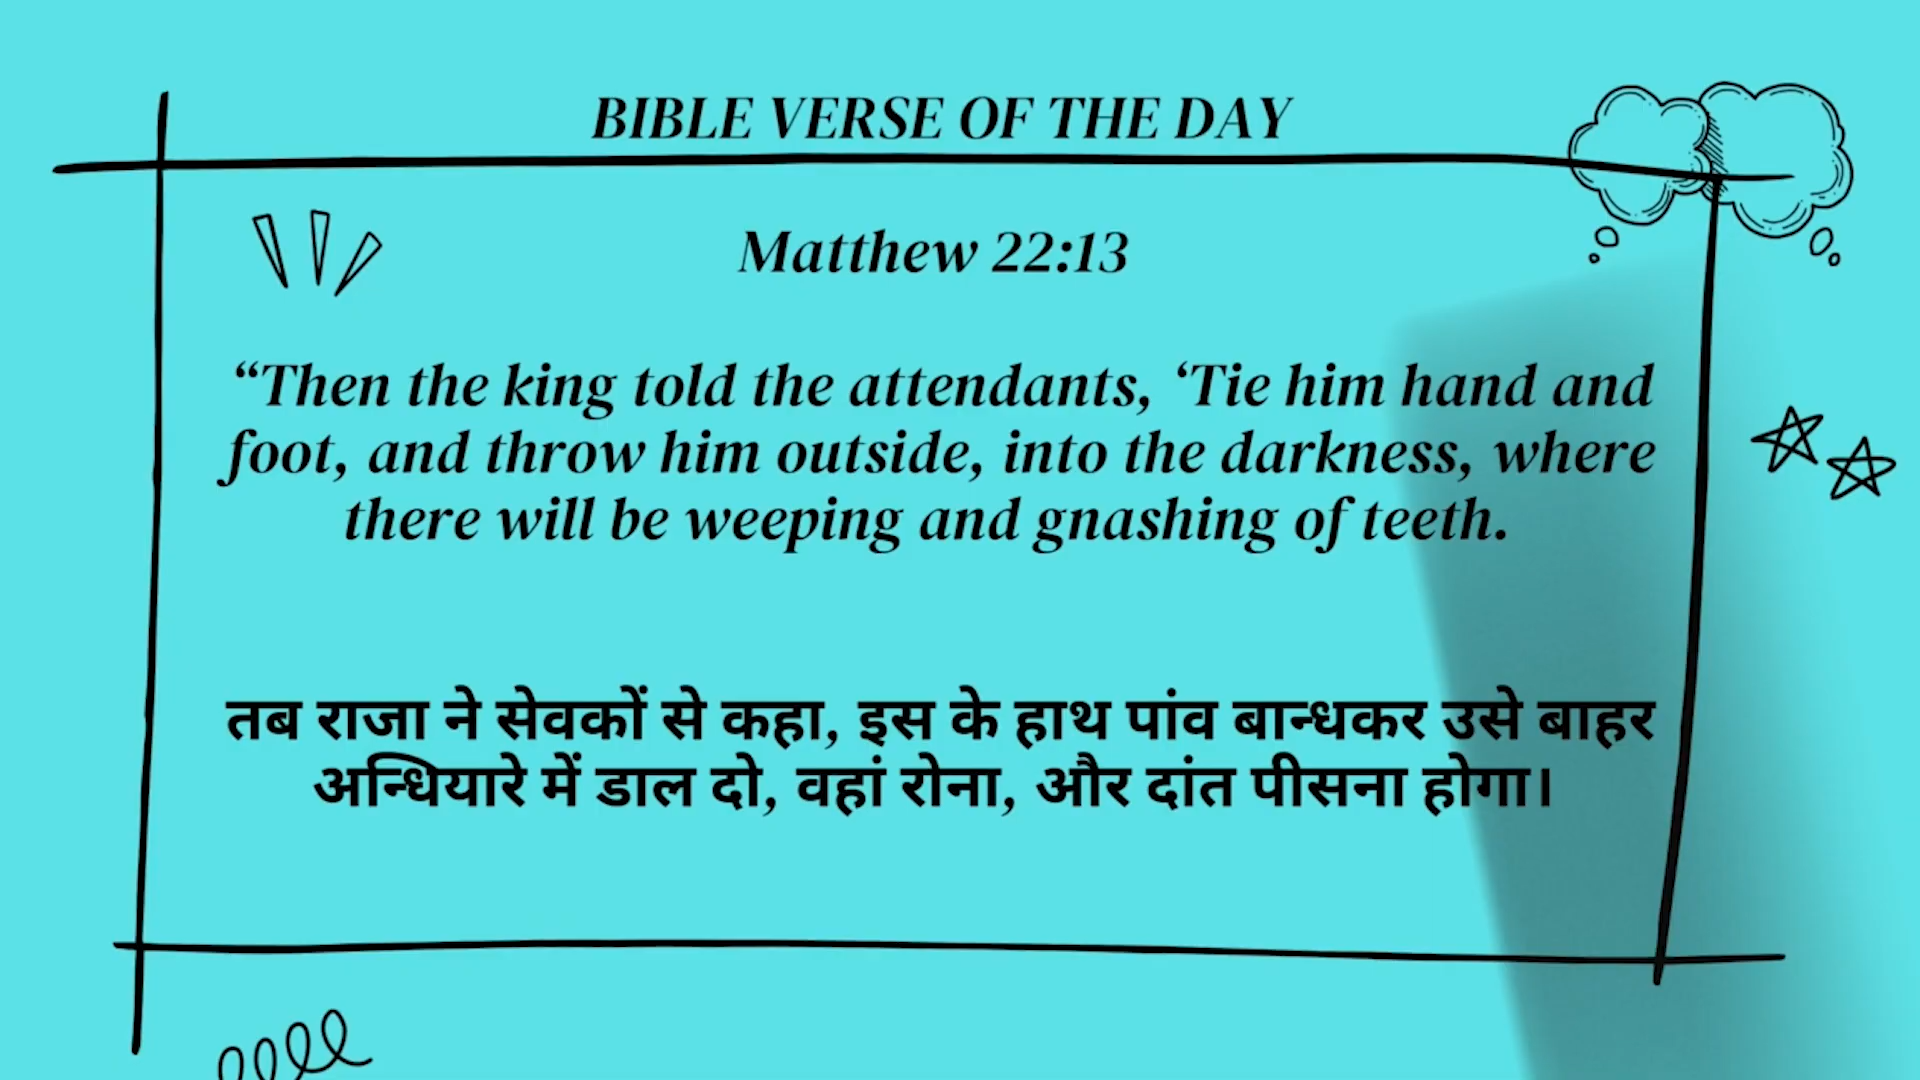 BIBLE VERSE OF THE DAY
Matthew 22:13
“Then the king told the attendants, ‘Tie him hand and
foot, and throw him outside, into the darkness, where
there will be weeping and gnashing of teeth.
तब राजा ने सेवकों से कहा, इस के हाथ पांव बान्धकर उसे बाहर
अन्धियारे में डाल दो, वहां रोना, और दांत पीसना होगा।